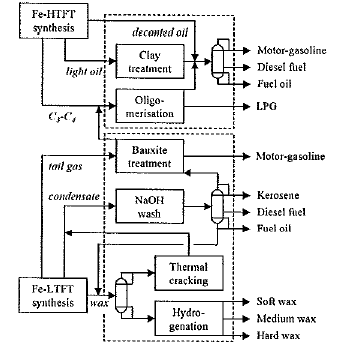 Fe-HTFT
synthesis
decanted oil
Clay
treatment
light oil
Motor-gasoline
Diesel fuel
Fuel oil
Oligo-
merisation
LPG
C3-C4
Bauxite
treatment
Motor-gasoline
tail gas
condensate
NaOH
wash
Kerosene
Diesel fuel
Fuel oil
Thermal
cracking
Fe-LTFT
synthesis
wax
Hydro-
genation
Soft wax
Medium wax
Hard wax